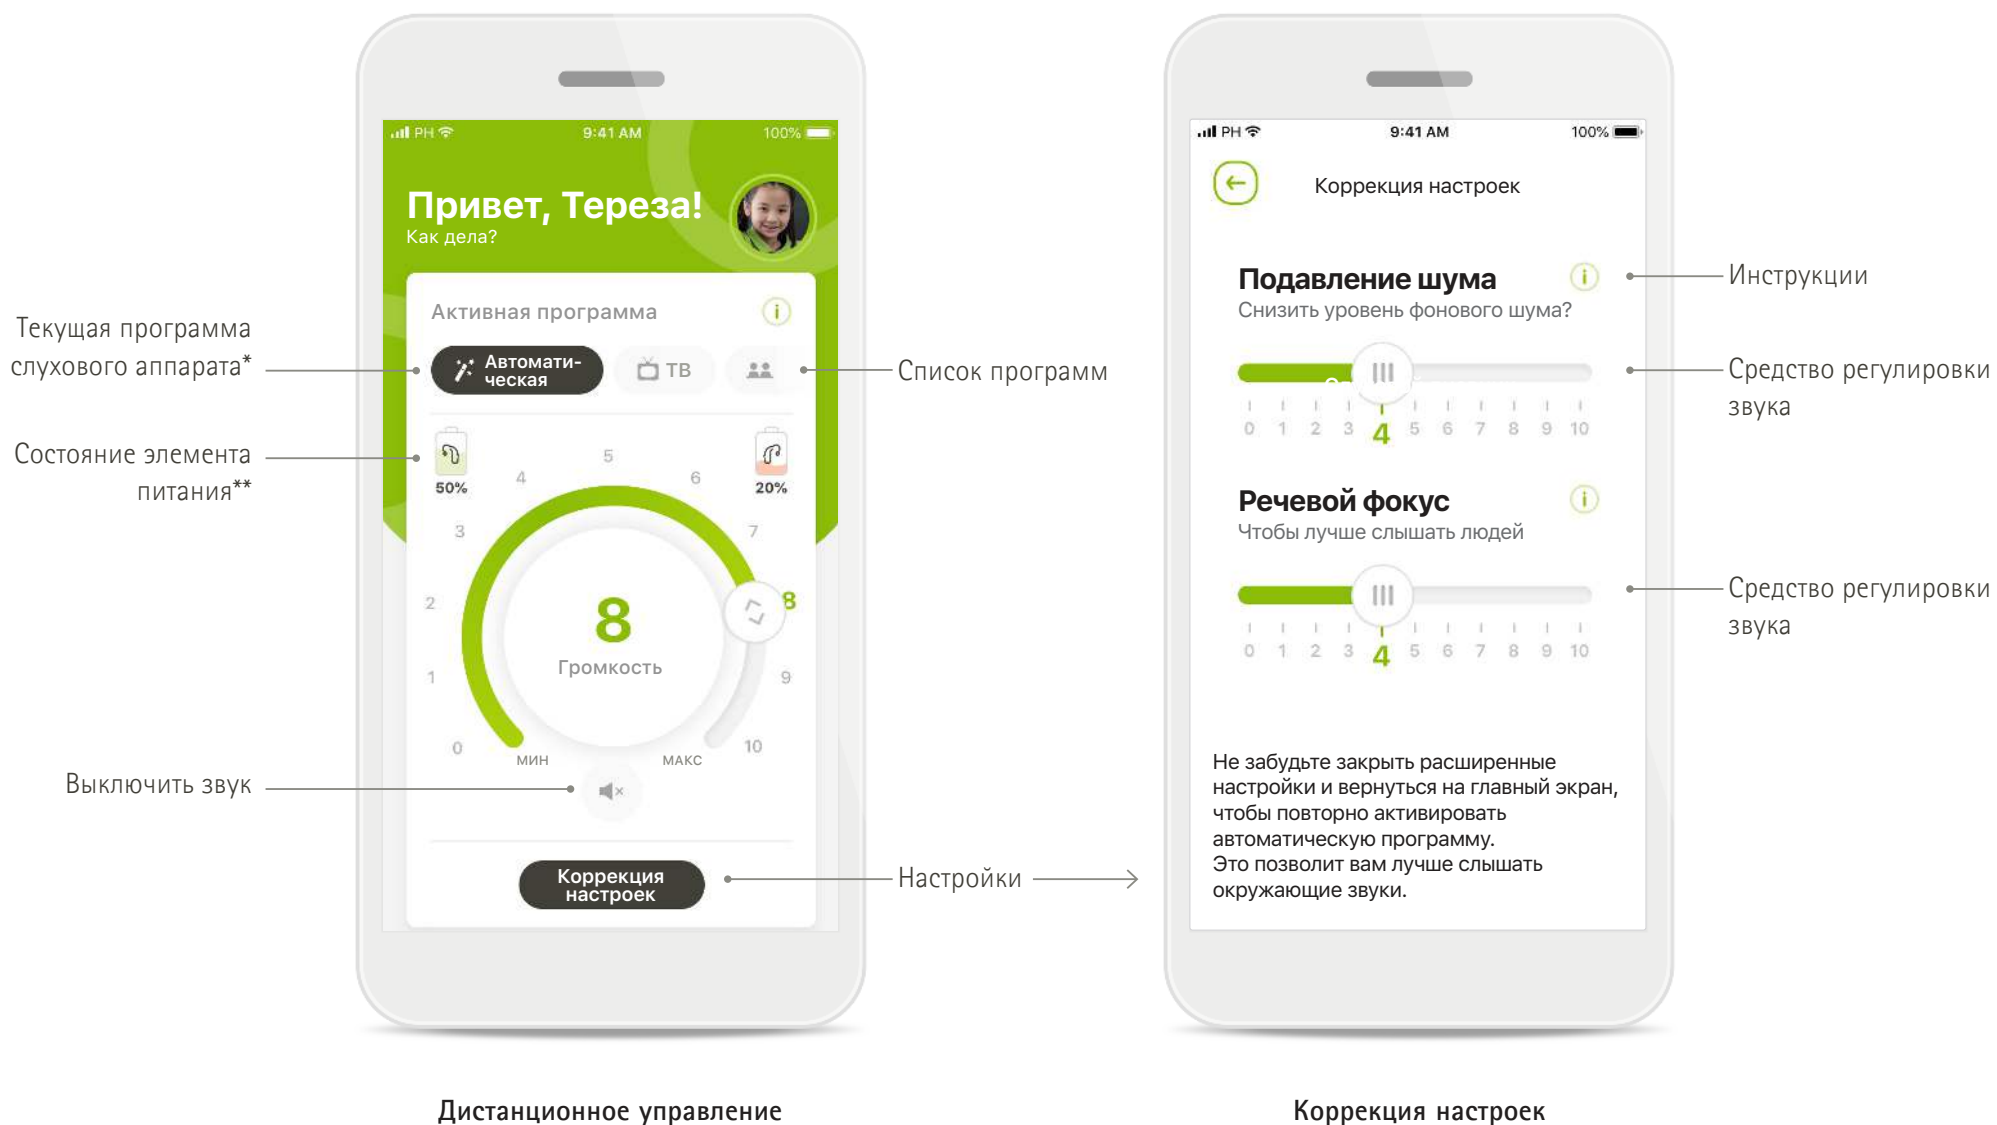 PH
9:41 AM
100%
Привет, Тереза!
Как дела?
Активная программа
Автомати-
ческая
ТВ
50%
20%
0
1
2
3
4
5
6
7
8
9
10
8
Громкость
МИН
МАКС
Коррекция
настроек
Текущая программа
слухового аппарата*
Состояние элемента
питания**
Выключить звук
Список программ
Настройки
Дистанционное управление
PH
9:41 AM
100%
Коррекция настроек
Подавление шума
Снизить уровень фонового шума?
0 1 2 3 4 5 6 7 8 9 10
Речевой фокус
Чтобы лучше слышать людей
0 1 2 3 4 5 6 7 8 9 10
Не забудьте закрыть расширенные
настройки и вернуться на главный экран,
чтобы повторно активировать
автоматическую программу.
Это позволит вам лучше слышать
окружающие звуки.
Инструкции
Средство регулировки
звука
Средство регулировки
звука
Коррекция настроек